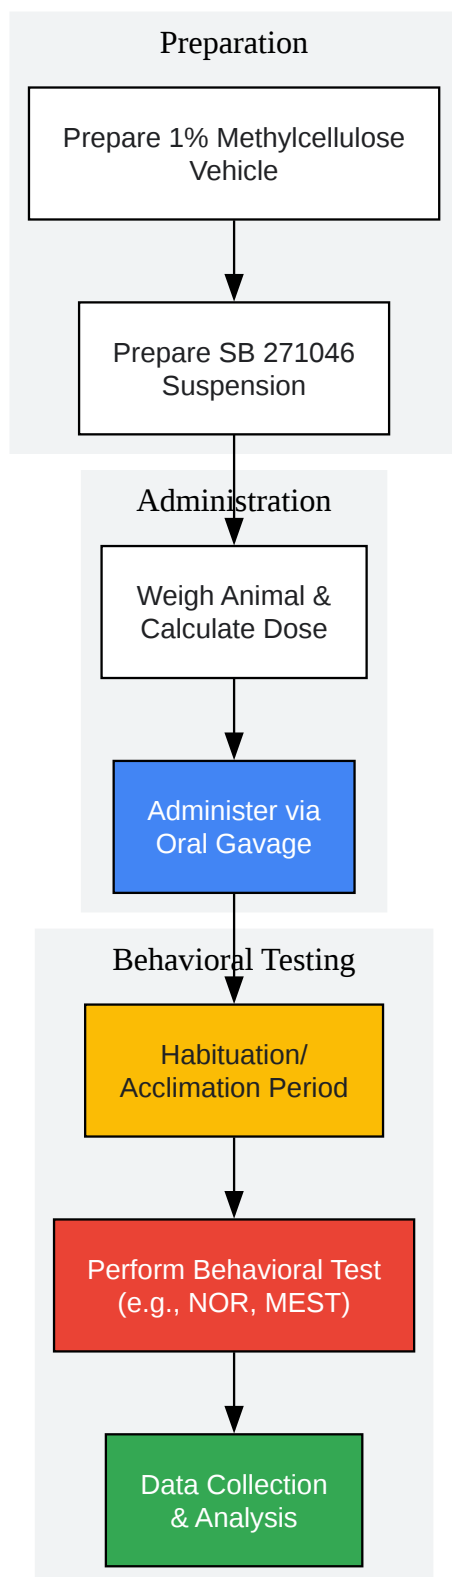 Preparation
Prepare 1% Methylcellulose
Vehicle
Prepare SB 271046
Suspension
Administration
Weigh Animal &
Calculate Dose
Administer via
Oral Gavage
Behavioral Testing
Habituation/
Acclimation Period
Perform Behavioral Test
(e.g., NOR, MEST)
Data Collection
& Analysis